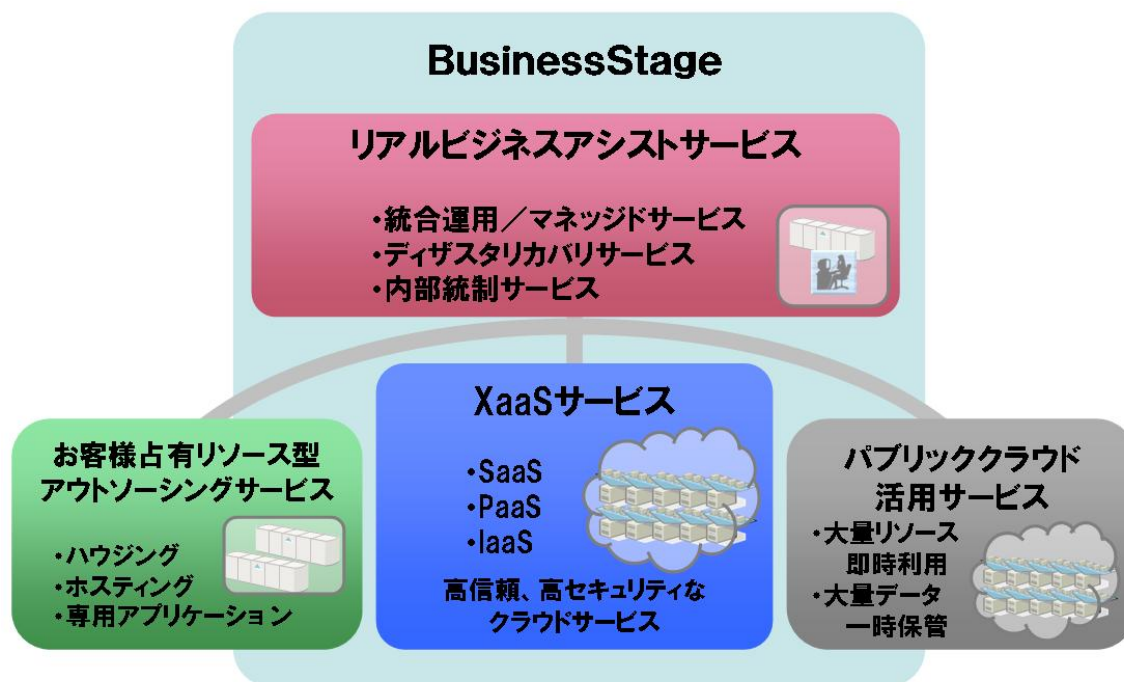 BusinessStage
リアルビジネスアシストサービス
・統合運用／マネッジドサービス
・ディザスタリカバリサービス
・内部統制サービス
お客様占有リソース型
アウトソーシングサービス
・ハウジング
・ホスティング
・専用アプリケーション
XaaSサービス
・SaaS
・PaaS
・IaaS
高信頼、高セキュリティな
クラウドサービス
パブリッククラウド
活用サービス
・大量リソース
即時利用
・大量データ
一時保管